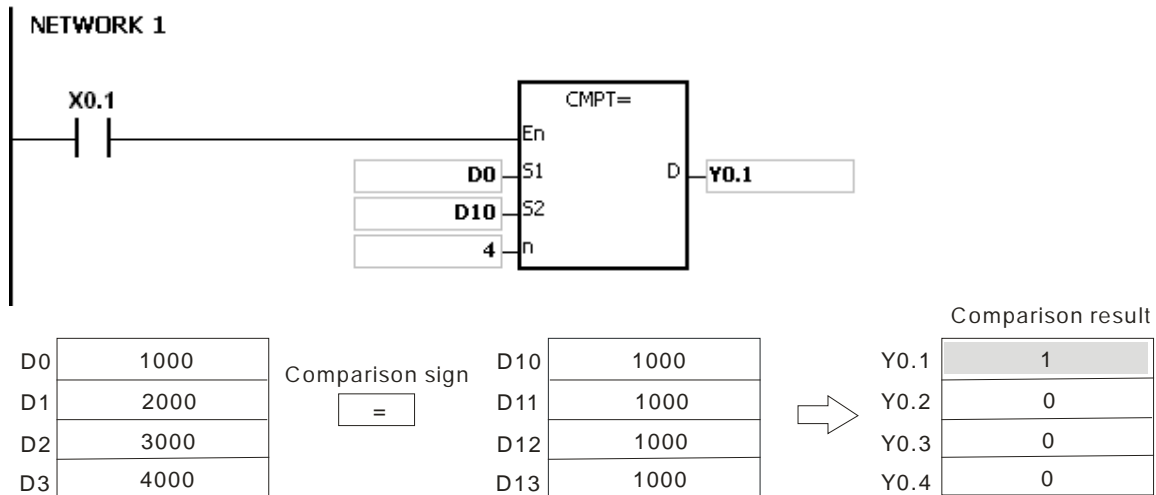 NETWORK 1
X0.1
CMPT=
En
D0 S1 D Y0.1
D10 S2
4 n
Comparison result
D0 1000 Comparison sign D10 1000 Y0.1 1
D1 2000 = D11 1000 Y0.2 0
D2 3000 D12 1000 Y0.3 0
D3 4000 D13 1000 Y0.4 0